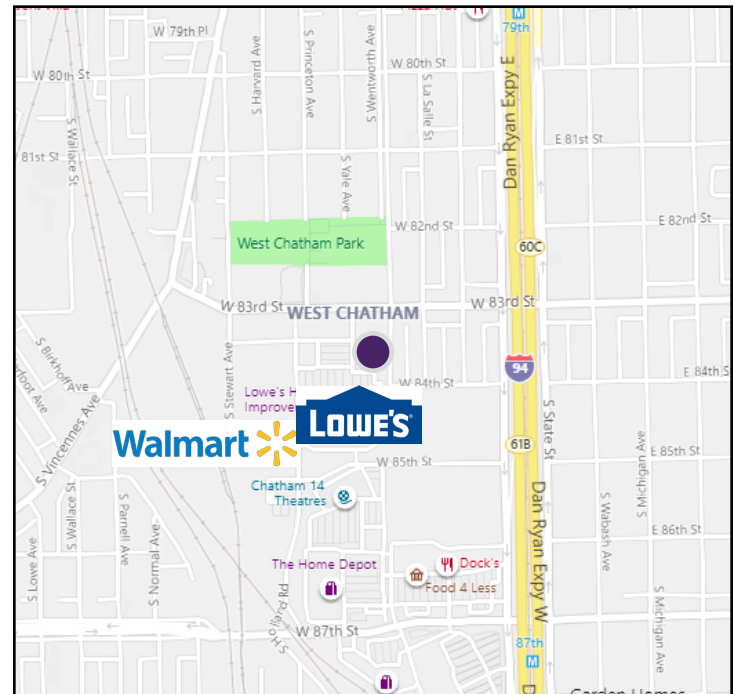 W 79th Pl
79th
S Harvard Ave
S Princeton Ave
S Wentworth Ave
W 80th St
W 80th St
S La Salle St
Dan Ryan Expy E
S Wallace St
81st St
E 81st St
S Yale Ave
W 82nd St
E 82nd St
West Chatham Park
60C
W 83rd St
WEST CHATHAM
W 83rd St
S Birkhoff Ave
94
E 84th S
S Stewart Ave
W 84th St
Lowe's H
Improve
LOWE'S
S State St
Walmart
61B
S Vincennes Ave
W 85th St
E 85th St
S Michigan Ave
Chatham 14
Theatres
S Wallace St
S Parnell Ave
S Normal Ave
S Lowe Ave
Dan Ryan Expy W
S Wabash Ave
E 86th St
The Home Depot
Dock's
Food 4 Less
S Holland Rd
S Michigan Ave
W 87th St
87th
M
D
Garden Homes